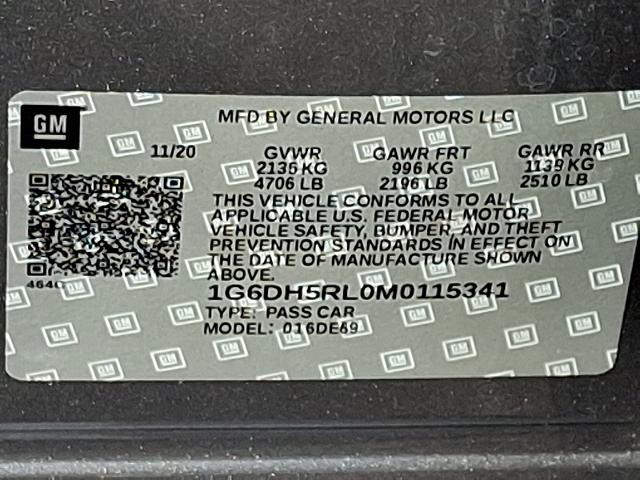 GM
MFD BY GENERAL MOTORS LLC
11/20 GVWR GAWR FRT GAWR RR
2135 KG 996 KG 1139 KG
4706 LB 2196 LB 2510 LB
THIS VEHICLE CONFORMS TO ALL
APPLICABLE U.S. FEDERAL MOTOR
VEHICLE SAFETY, BUMPER, AND THEFT
PREVENTION STANDARDS IN EFFECT ON
THE DATE OF MANUFACTURE SHOWN
ABOVE.
1G6DH5RL0M0115341
TYPE: PASS CAR
MODEL: